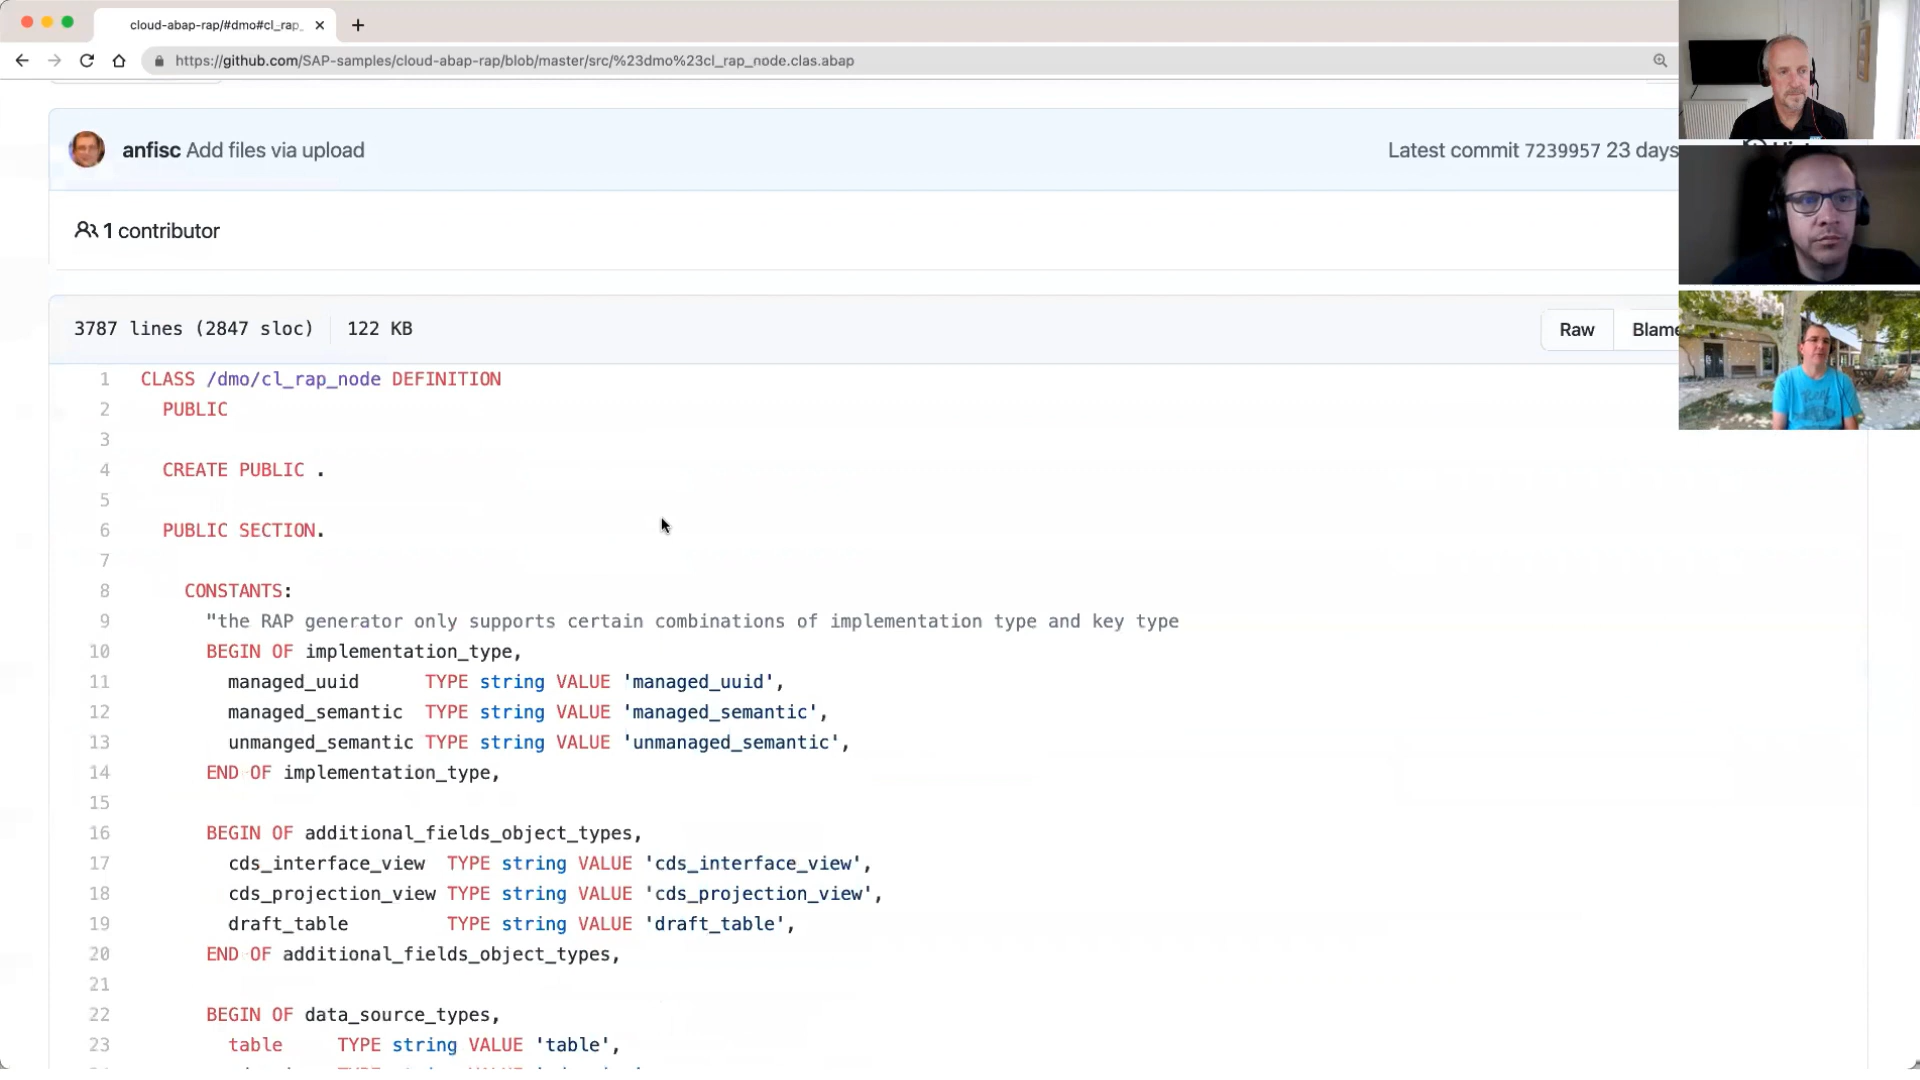 cloud-abap-rap/#dmo#cl_rap_
https://github.com/SAP-samples/cloud-abap-rap/blob/master/src/%23dmo%23cl_rap_node.clas.abap
anfisc Add files via upload
Latest commit 7239957 23 days
1 contributor
3787 lines (2847 sloc) 122 KB
Raw
Blame
1 CLASS /dmo/cl_rap_node DEFINITION
2 PUBLIC
3
4 CREATE PUBLIC .
5
6 PUBLIC SECTION.
7
8 CONSTANTS:
9 "the RAP generator only supports certain combinations of implementation type and key type
10 BEGIN OF implementation_type,
11 managed_uuid TYPE string VALUE 'managed_uuid',
12 managed_semantic TYPE string VALUE 'managed_semantic',
13 unmanged_semantic TYPE string VALUE 'unmanaged_semantic',
14 END OF implementation_type,
15
16 BEGIN OF additional_fields_object_types,
17 cds_interface_view TYPE string VALUE 'cds_interface_view',
18 cds_projection_view TYPE string VALUE 'cds_projection_view',
19 draft_table TYPE string VALUE 'draft_table',
20 END OF additional_fields_object_types,
21
22 BEGIN OF data_source_types,
23 table TYPE string VALUE 'table',